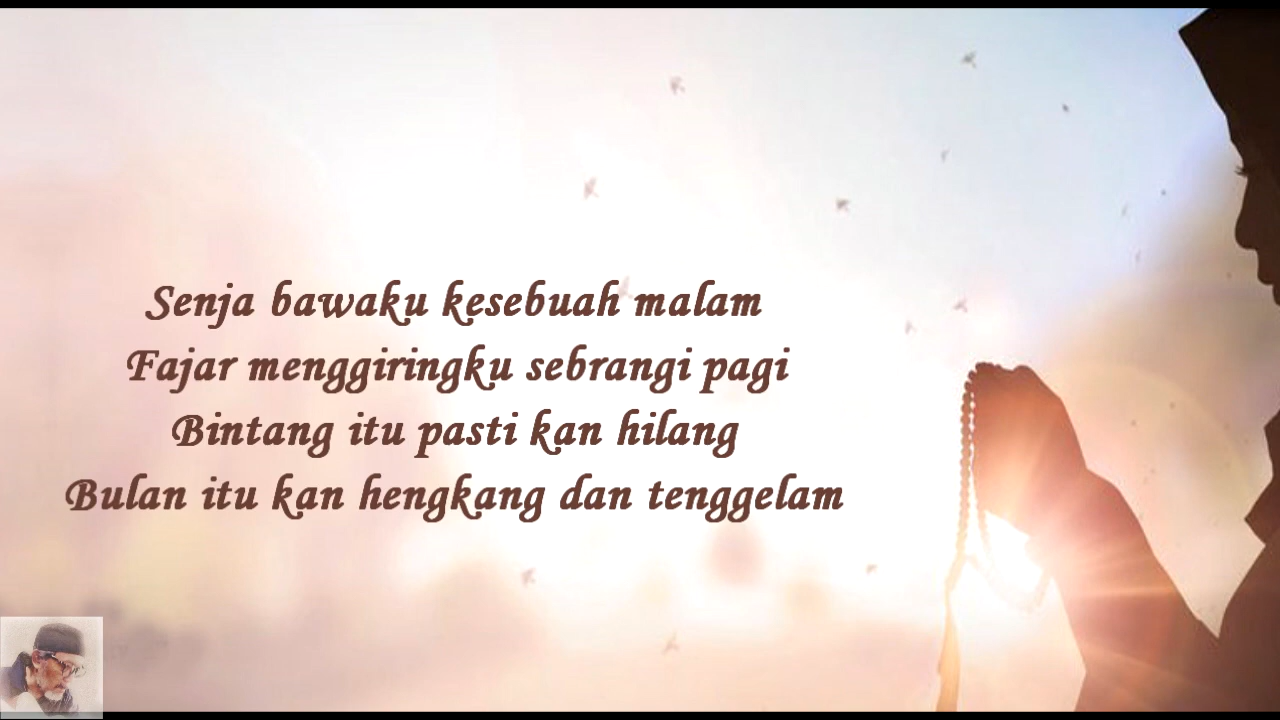 Senja bawaku kesebuah malam
Fajar menggiringku sebrangi pagi
Bintang itu pasti kan hilang
Bulan itu kan hengkang dan tenggelam